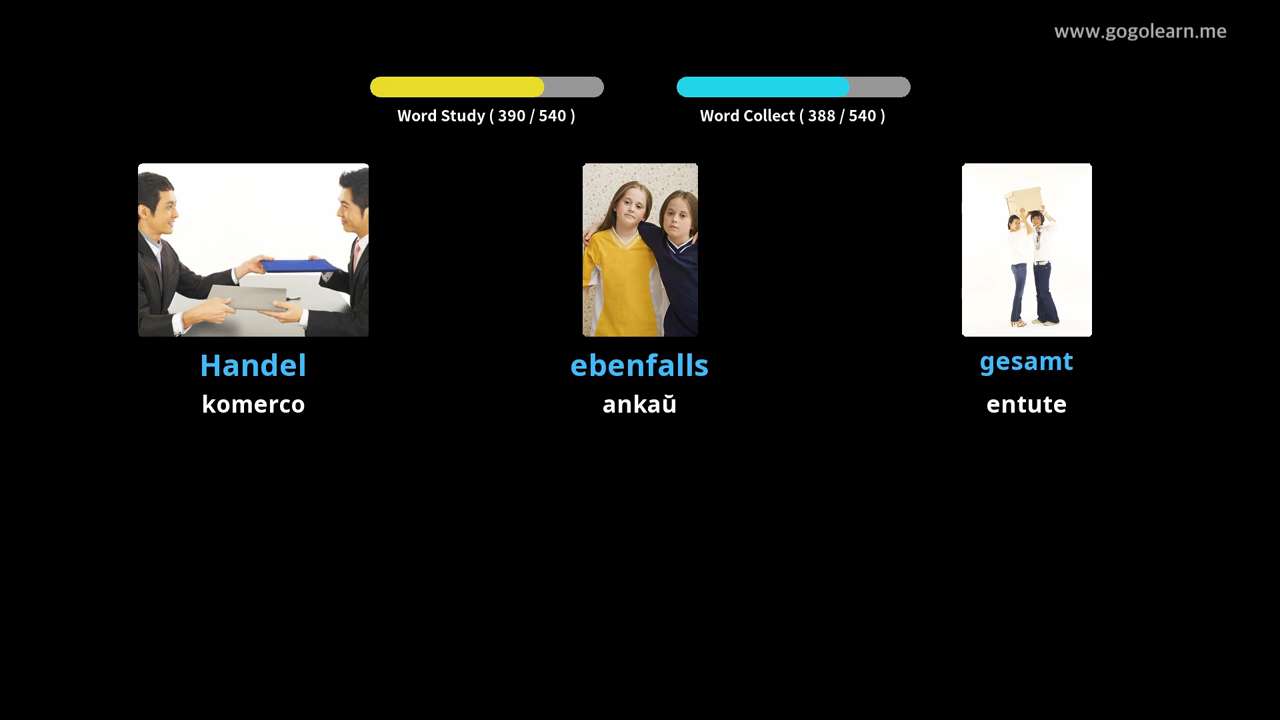 www.gogolearn.me
Word Study ( 390 / 540 )
Word Collect ( 388 / 540 )
Handel
ebenfalls
gesamt
komerco
ankaŭ
entute